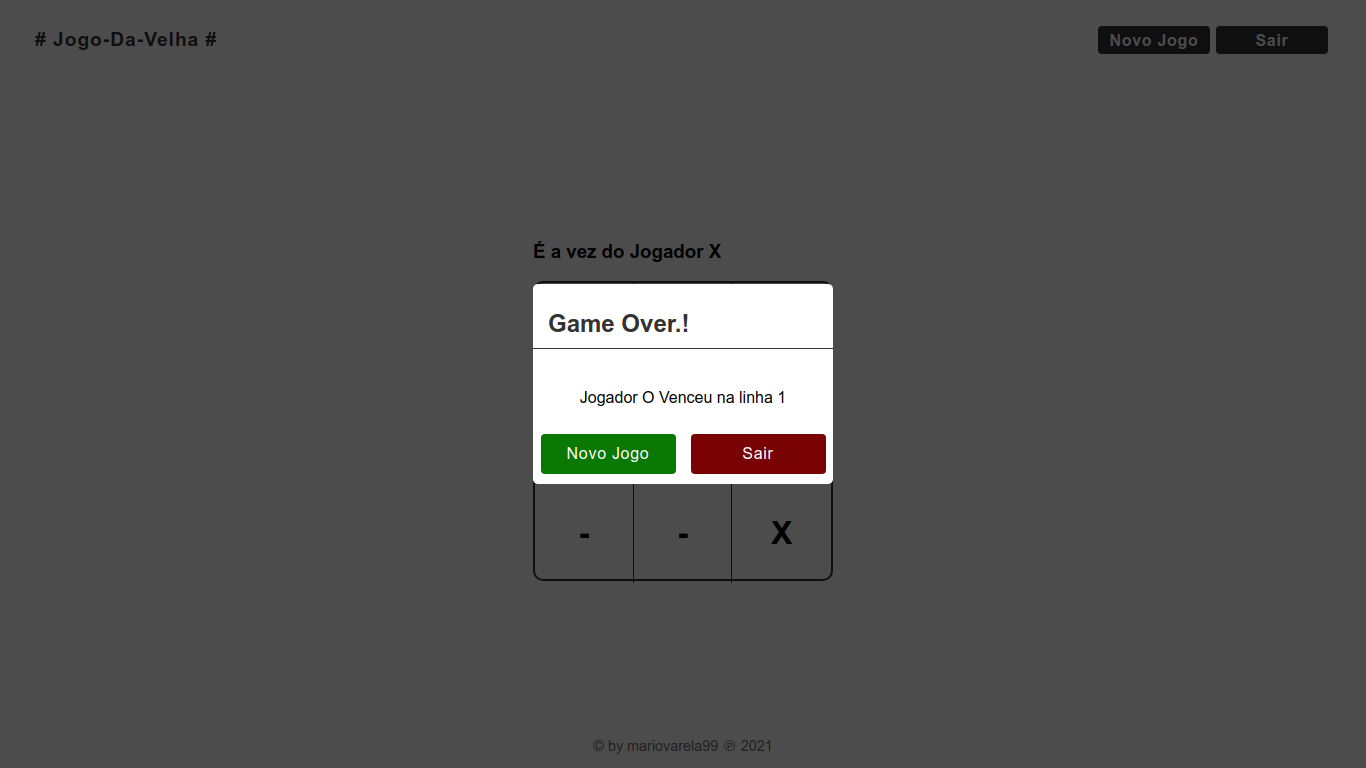 # Jogo-Da-Velha #
Novo Jogo
Sair
É a vez do Jogador X
Game Over.!
Jogador O Venceu na linha 1
Novo Jogo
Sair
- - X
© by mariovarela99 ℗ 2021